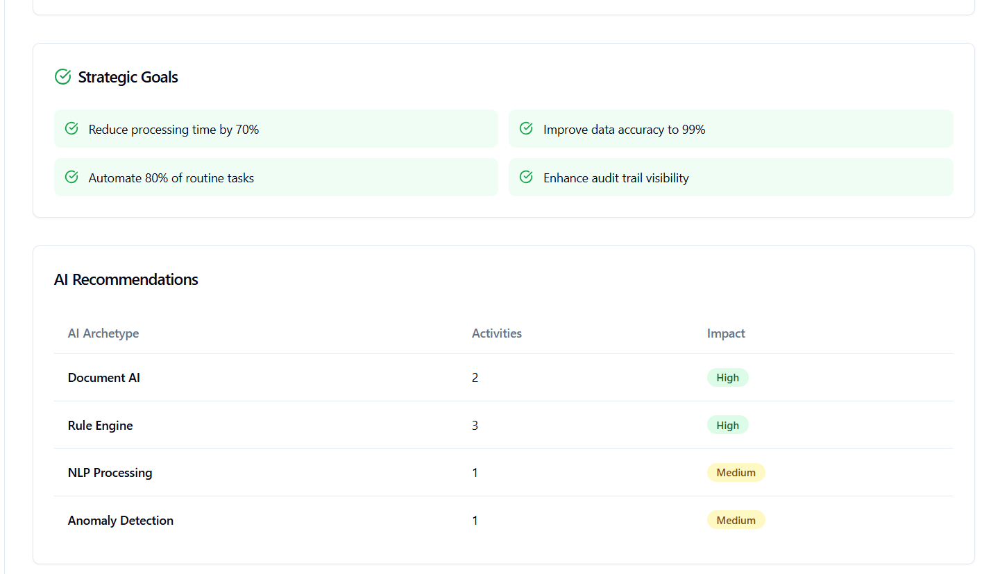 Strategic Goals
Reduce processing time by 70%
Improve data accuracy to 99%
Automate 80% of routine tasks
Enhance audit trail visibility
AI Recommendations
AI Archetype Activities Impact
Document AI 2 High
Rule Engine 3 High
NLP Processing 1 Medium
Anomaly Detection 1 Medium